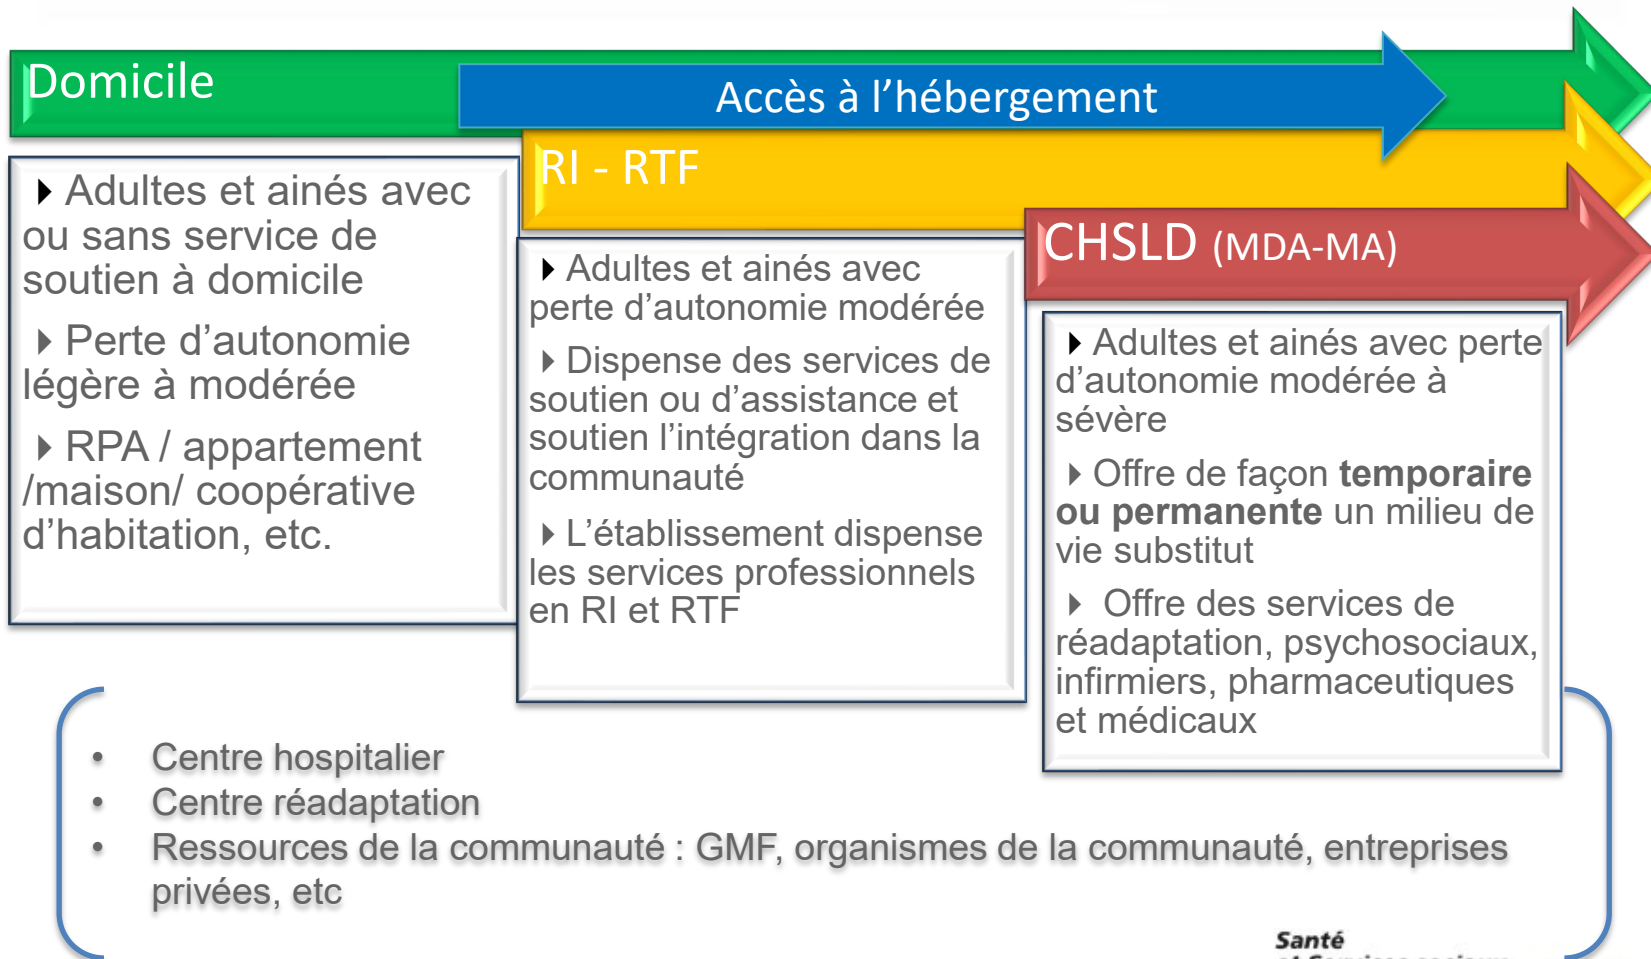 Domicile
Accès à l’hébergement
RI - RTF
CHSLD (MDA-MA)
Adultes et ainés avec
ou sans service de
soutien à domicile
Perte d’autonomie
légère à modérée
RPA / appartement
/maison/ coopérative
d’habitation, etc.
Adultes et ainés avec
perte d’autonomie modérée
Dispense des services de
soutien ou d’assistance et
soutien l’intégration dans la
communauté
L’établissement dispense
les services professionnels
en RI et RTF
Adultes et ainés avec perte
d’autonomie modérée à
sévère
Offre de façon temporaire
ou permanente un milieu de
vie substitut
Offre des services de
réadaptation, psychosociaux,
infirmiers, pharmaceutiques
et médicaux
• Centre hospitalier
• Centre réadaptation
• Ressources de la communauté : GMF, organismes de la communauté, entreprises
privées, etc
Santé
et Services sociaux